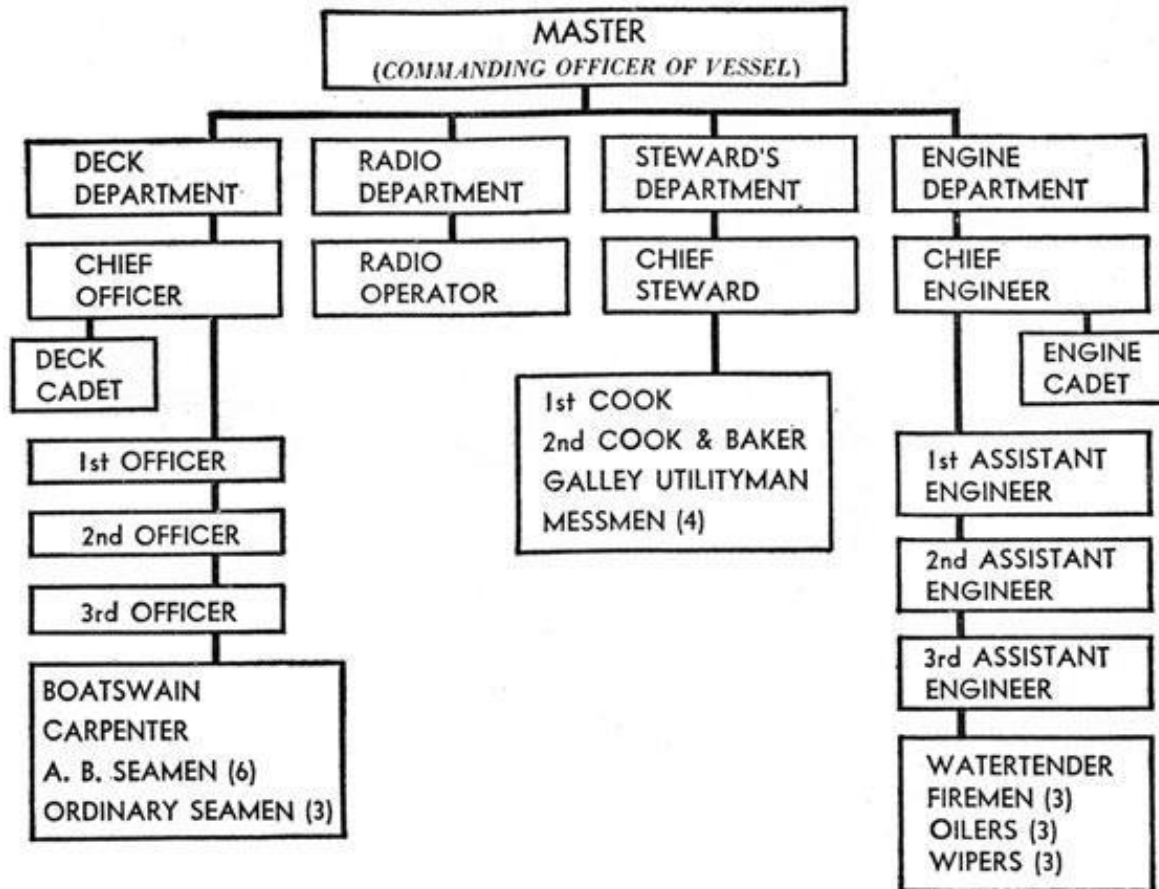 MASTER
(COMMANDING OFFICER OF VESSEL)
DECK
DEPARTMENT
RADIO
DEPARTMENT
STEWARD'S
DEPARTMENT
ENGINE
DEPARTMENT
CHIEF
OFFICER
RADIO
OPERATOR
CHIEF
STEWARD
CHIEF
ENGINEER
DECK
CADET
ENGINE
CADET
1st COOK
2nd COOK & BAKER
GALLEY UTILITYMAN
MESSMEN (4)
1st OFFICER
2nd OFFICER
3rd OFFICER
BOATSWAIN
CARPENTER
A. B. SEAMEN (6)
ORDINARY SEAMEN (3)
1st ASSISTANT
ENGINEER
2nd ASSISTANT
ENGINEER
3rd ASSISTANT
ENGINEER
WATERTENDER
FIREMEN (3)
OILERS (3)
WIPERS (3)